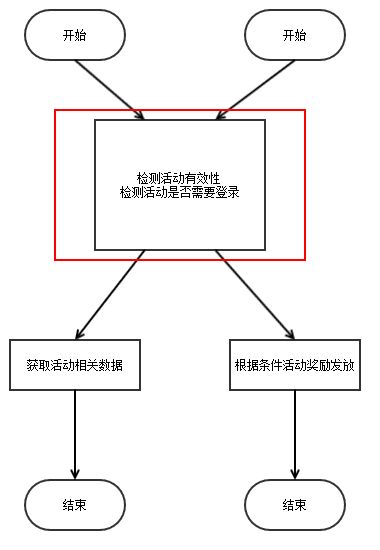 开始
开始
检测活动有效性
检测活动是否需要登录
获取活动相关数据
根据条件活动奖励发放
结束
结束